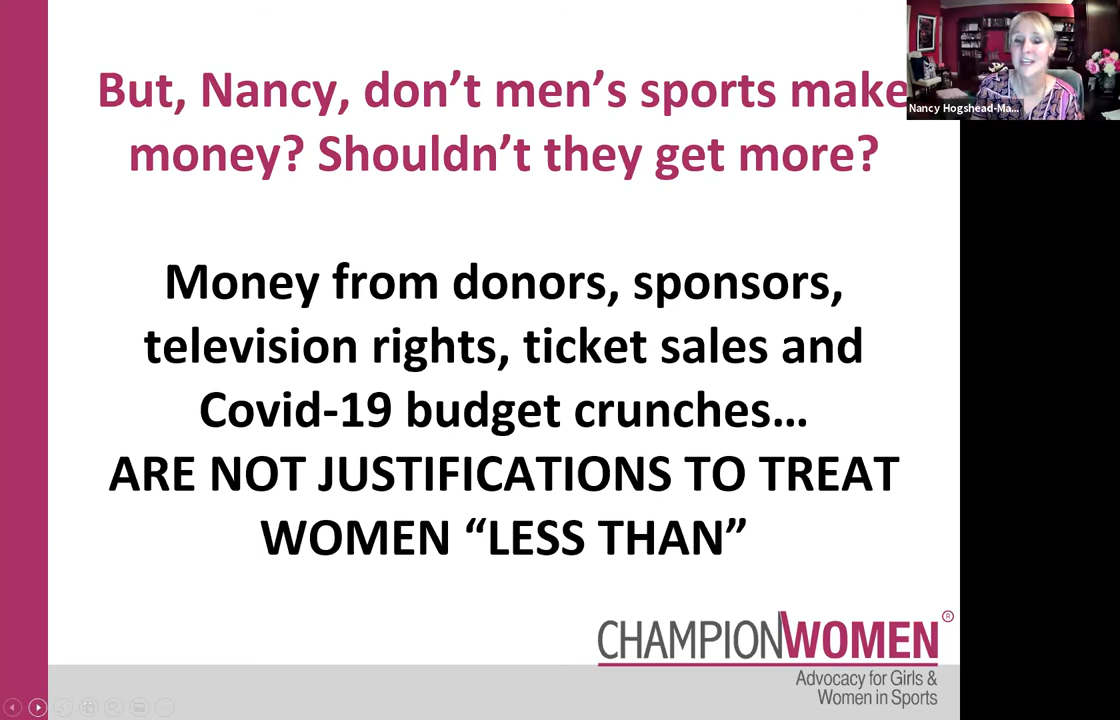 But, Nancy, don’t men’s sports make
money? Shouldn’t they get more?
Nancy Hogshead-Ma...
Money from donors, sponsors,
television rights, ticket sales and
Covid-19 budget crunches…
ARE NOT JUSTIFICATIONS TO TREAT
WOMEN “LESS THAN”
CHAMPIONWOMEN®
Advocacy for Girls &
Women in Sports